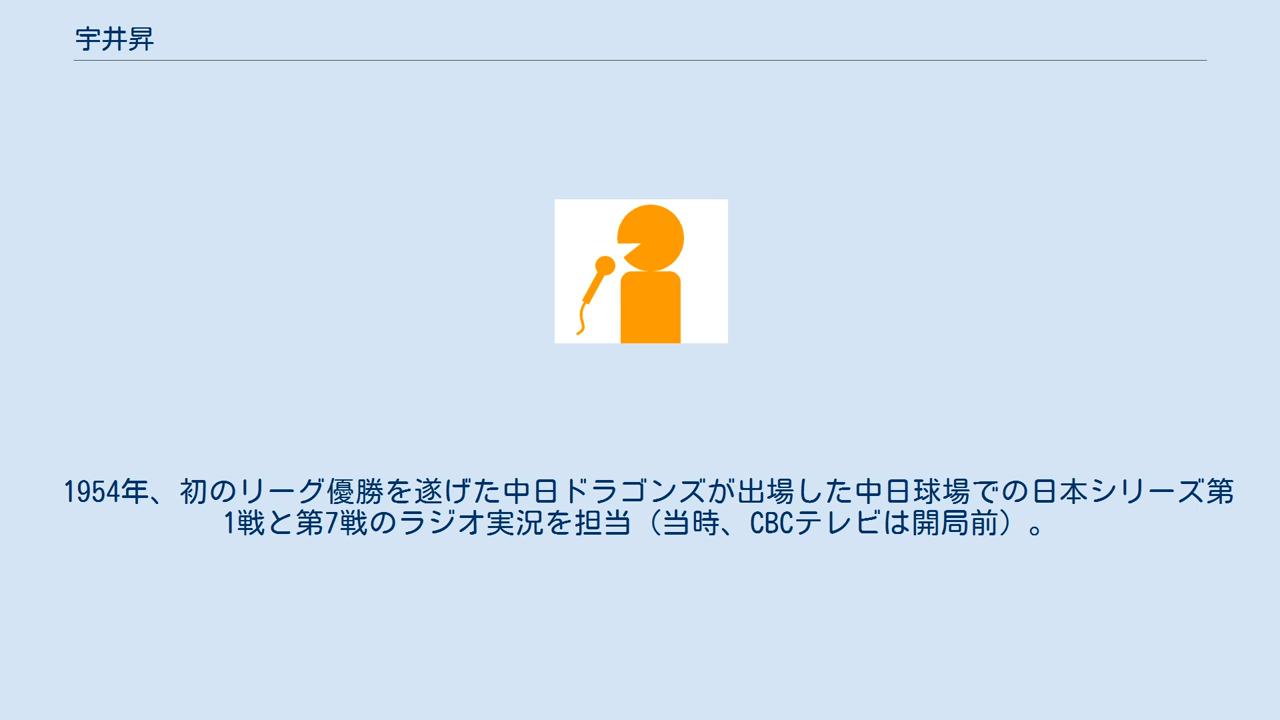 宇井昇
1954年、初のリーグ優勝を遂げた中日ドラゴンズが出場した中日球場での日本シリーズ第
1戦と第7戦のラジオ実況を担当（当時、CBCテレビは開局前）。